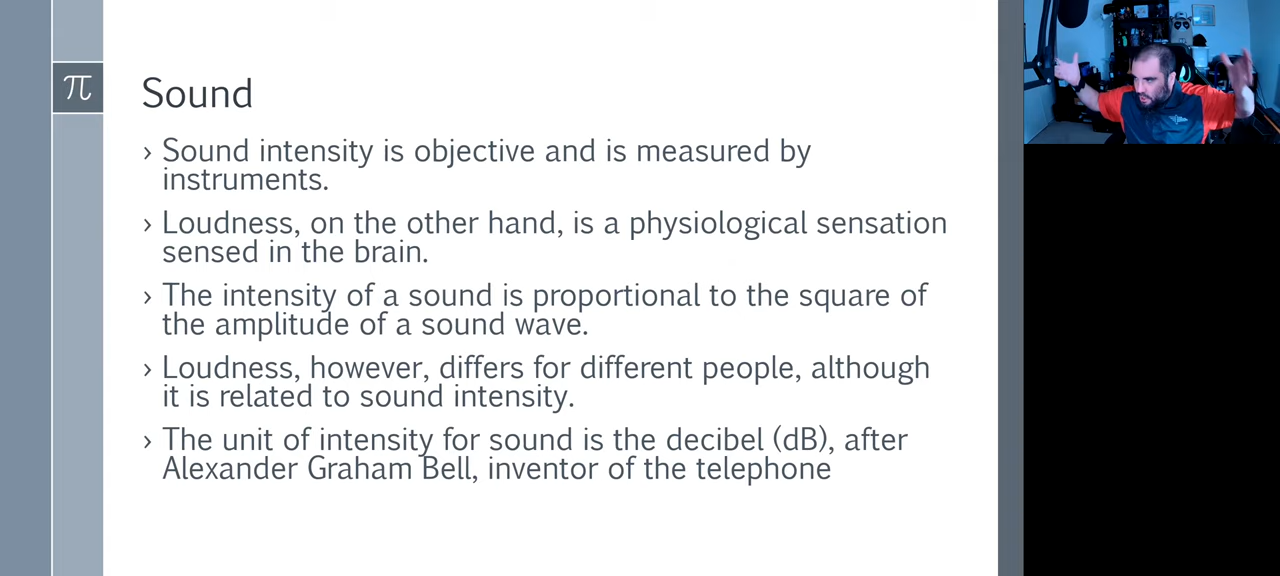 π
Sound
› Sound intensity is objective and is measured by
instruments.
› Loudness, on the other hand, is a physiological sensation
sensed in the brain.
› The intensity of a sound is proportional to the square of
the amplitude of a sound wave.
› Loudness, however, differs for different people, although
it is related to sound intensity.
› The unit of intensity for sound is the decibel (dB), after
Alexander Graham Bell, inventor of the telephone